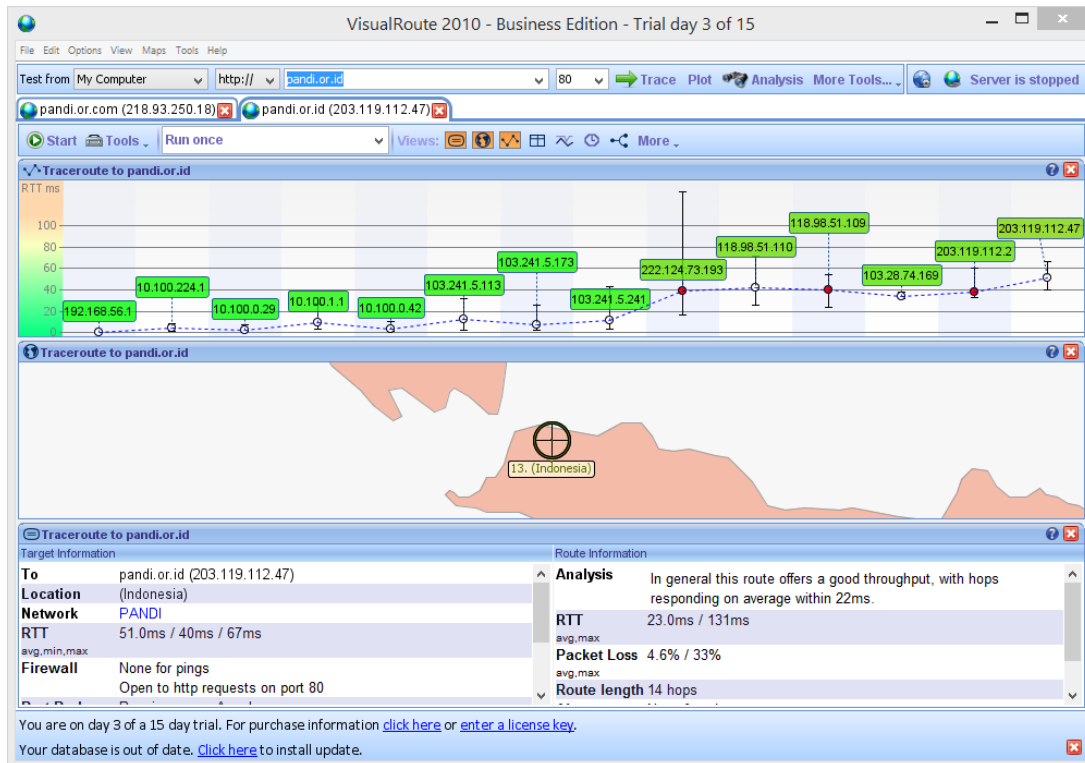 VisualRoute 2010 - Business Edition - Trial day 3 of 15
File Edit Options View Maps Tools Help
Test from My Computer http:// pandi.or.id 80 Trace Plot Analysis More Tools... Server is stopped
pandi.or.com (218.93.250.18) pandi.or.id (203.119.112.47)
Start Tools Run once Views: More
Traceroute to pandi.or.id
RTT ms
100
80
60
40
20
0
192.168.56.1
10.100.224.1
10.100.0.29
10.100.1.1
10.100.0.42
103.241.5.113
103.241.5.173
103.241.5.241
222.124.73.193
118.98.51.110
118.98.51.109
103.28.74.169
203.119.112.2
203.119.112.47
Traceroute to pandi.or.id
13. (Indonesia)
Traceroute to pandi.or.id
Target Information
To pandi.or.id (203.119.112.47)
Location (Indonesia)
Network PANDI
RTT 51.0ms / 40ms / 67ms
avg,min,max
Firewall None for pings
Open to http requests on port 80
Route Information
Analysis In general this route offers a good throughput, with hops
responding on average within 22ms.
RTT 23.0ms / 131ms
avg,max
Packet Loss 4.6% / 33%
avg,max
Route length 14 hops
You are on day 3 of a 15 day trial. For purchase information click here or enter a license key.
Your database is out of date. Click here to install update.